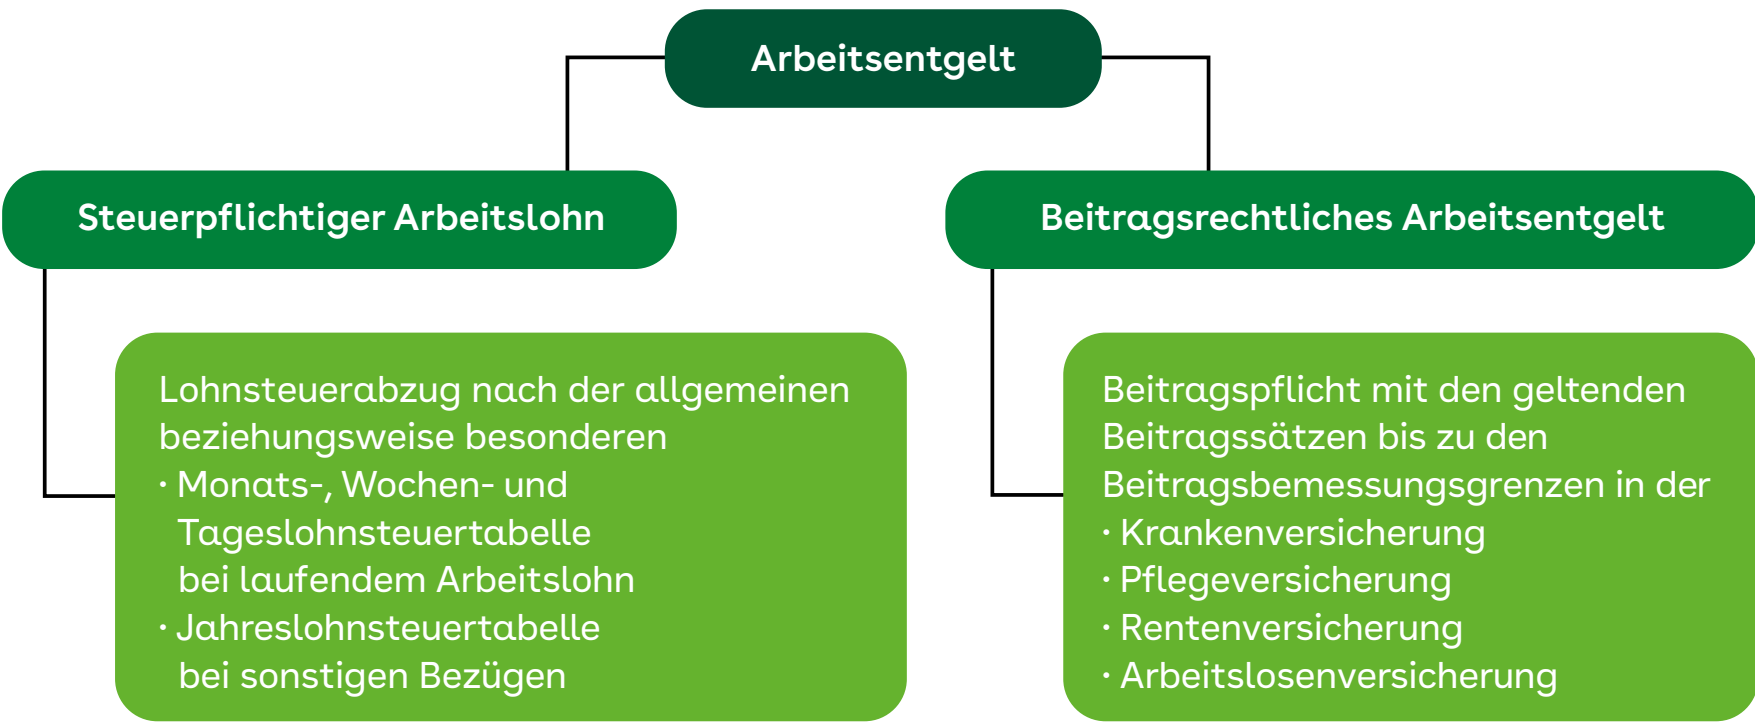 Arbeitsentgelt
Steuerpflichtiger Arbeitslohn
Lohnsteuerabzug nach der allgemeinen
beziehungsweise besonderen
· Monats-, Wochen- und
Tageslohnsteuertabelle
bei laufendem Arbeitslohn
· Jahreslohnsteuertabelle
bei sonstigen Bezügen
Beitragsrechtliches Arbeitsentgelt
Beitragspflicht mit den geltenden
Beitragssätzen bis zu den
Beitragsbemessungsgrenzen in der
· Krankenversicherung
· Pflegeversicherung
· Rentenversicherung
· Arbeitslosenversicherung